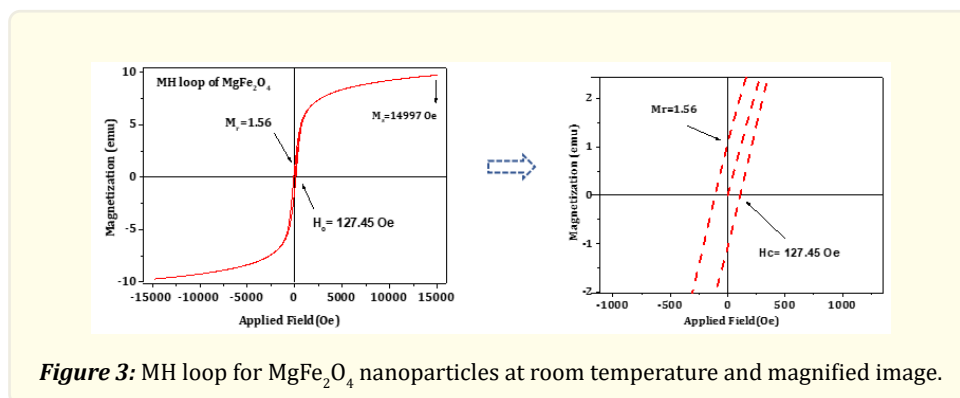 MH loop of MgFe₂O₄
Mᵣ=1.56
Mₛ=14997 Oe
H₀= 127.45 Oe
Magnetization (emu)
10
5
0
-5
-10
-15000 -10000 -5000 0 5000 10000 15000
Applied Field(Oe)
Mr=1.56
Hc= 127.45 Oe
Magnetization (emu)
2
1
0
-1
-2
-1000 -500 0 500 1000
Applied Field(Oe)
Figure 3: MH loop for MgFe₂O₄ nanoparticles at room temperature and magnified image.